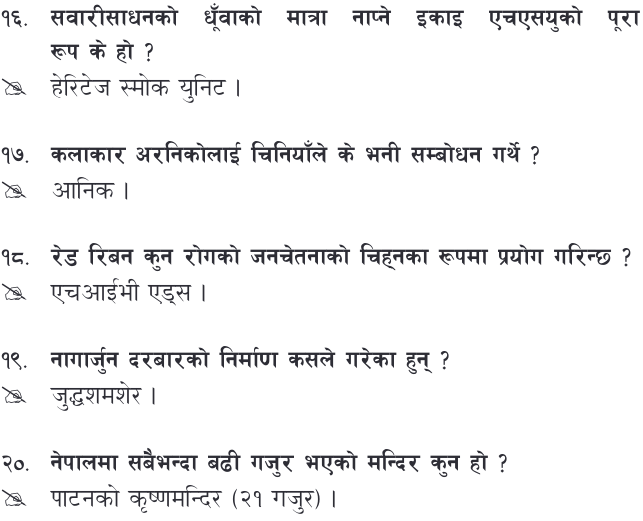 १६. सवारीसाधनको धूँवाको मात्रा नाप्ने इकाइ एचएसयुको पूरा
रूप के हो ?
हेरिटेज स्मोक युनिट ।
१७. कलाकार अरनिकोलाई चिनियाँले के भनी सम्बोधन गर्थे ?
आनिक ।
१८. रेड रिबन कुन रोगको जनचेतनाको चिह्नका रूपमा प्रयोग गरिन्छ ?
एचआईभी एड्स ।
१९. नागार्जुन दरबारको निर्माण कसले गरेका हुन् ?
जुद्धशमशेर ।
२०. नेपालमा सबैभन्दा बढी गजुर भएको मन्दिर कुन हो ?
पाटनको कृष्णमन्दिर (२१ गजुर) ।